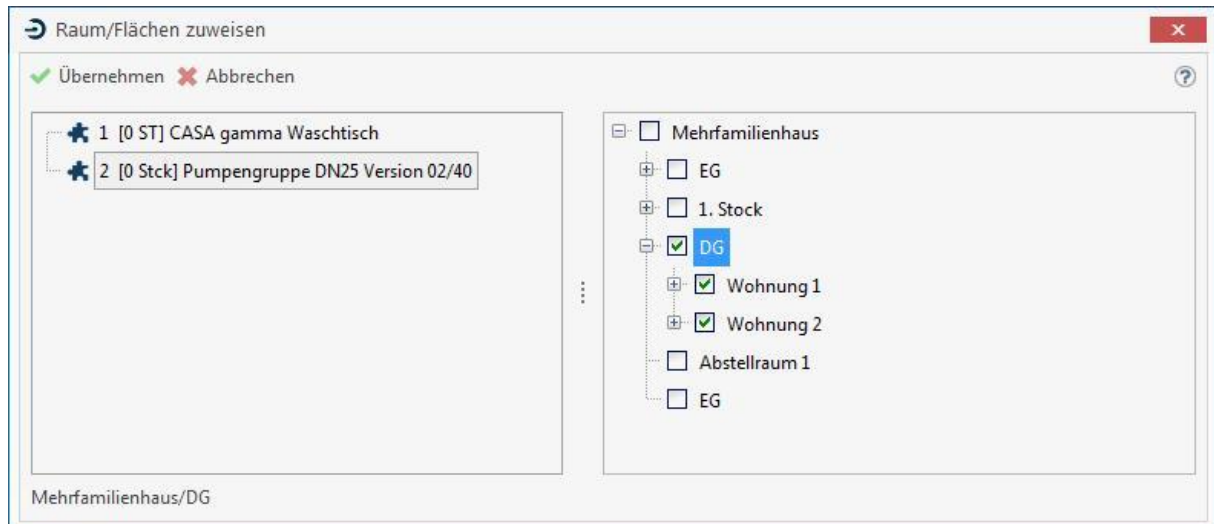 Raum/Flächen zuweisen
Übernehmen Abbrechen
1 [0 ST] CASA gamma Waschtisch
2 [0 Stck] Pumpengruppe DN25 Version 02/40
Mehrfamilienhaus
EG
1. Stock
DG
Wohnung 1
Wohnung 2
Abstellraum 1
EG
Mehrfamilienhaus/DG